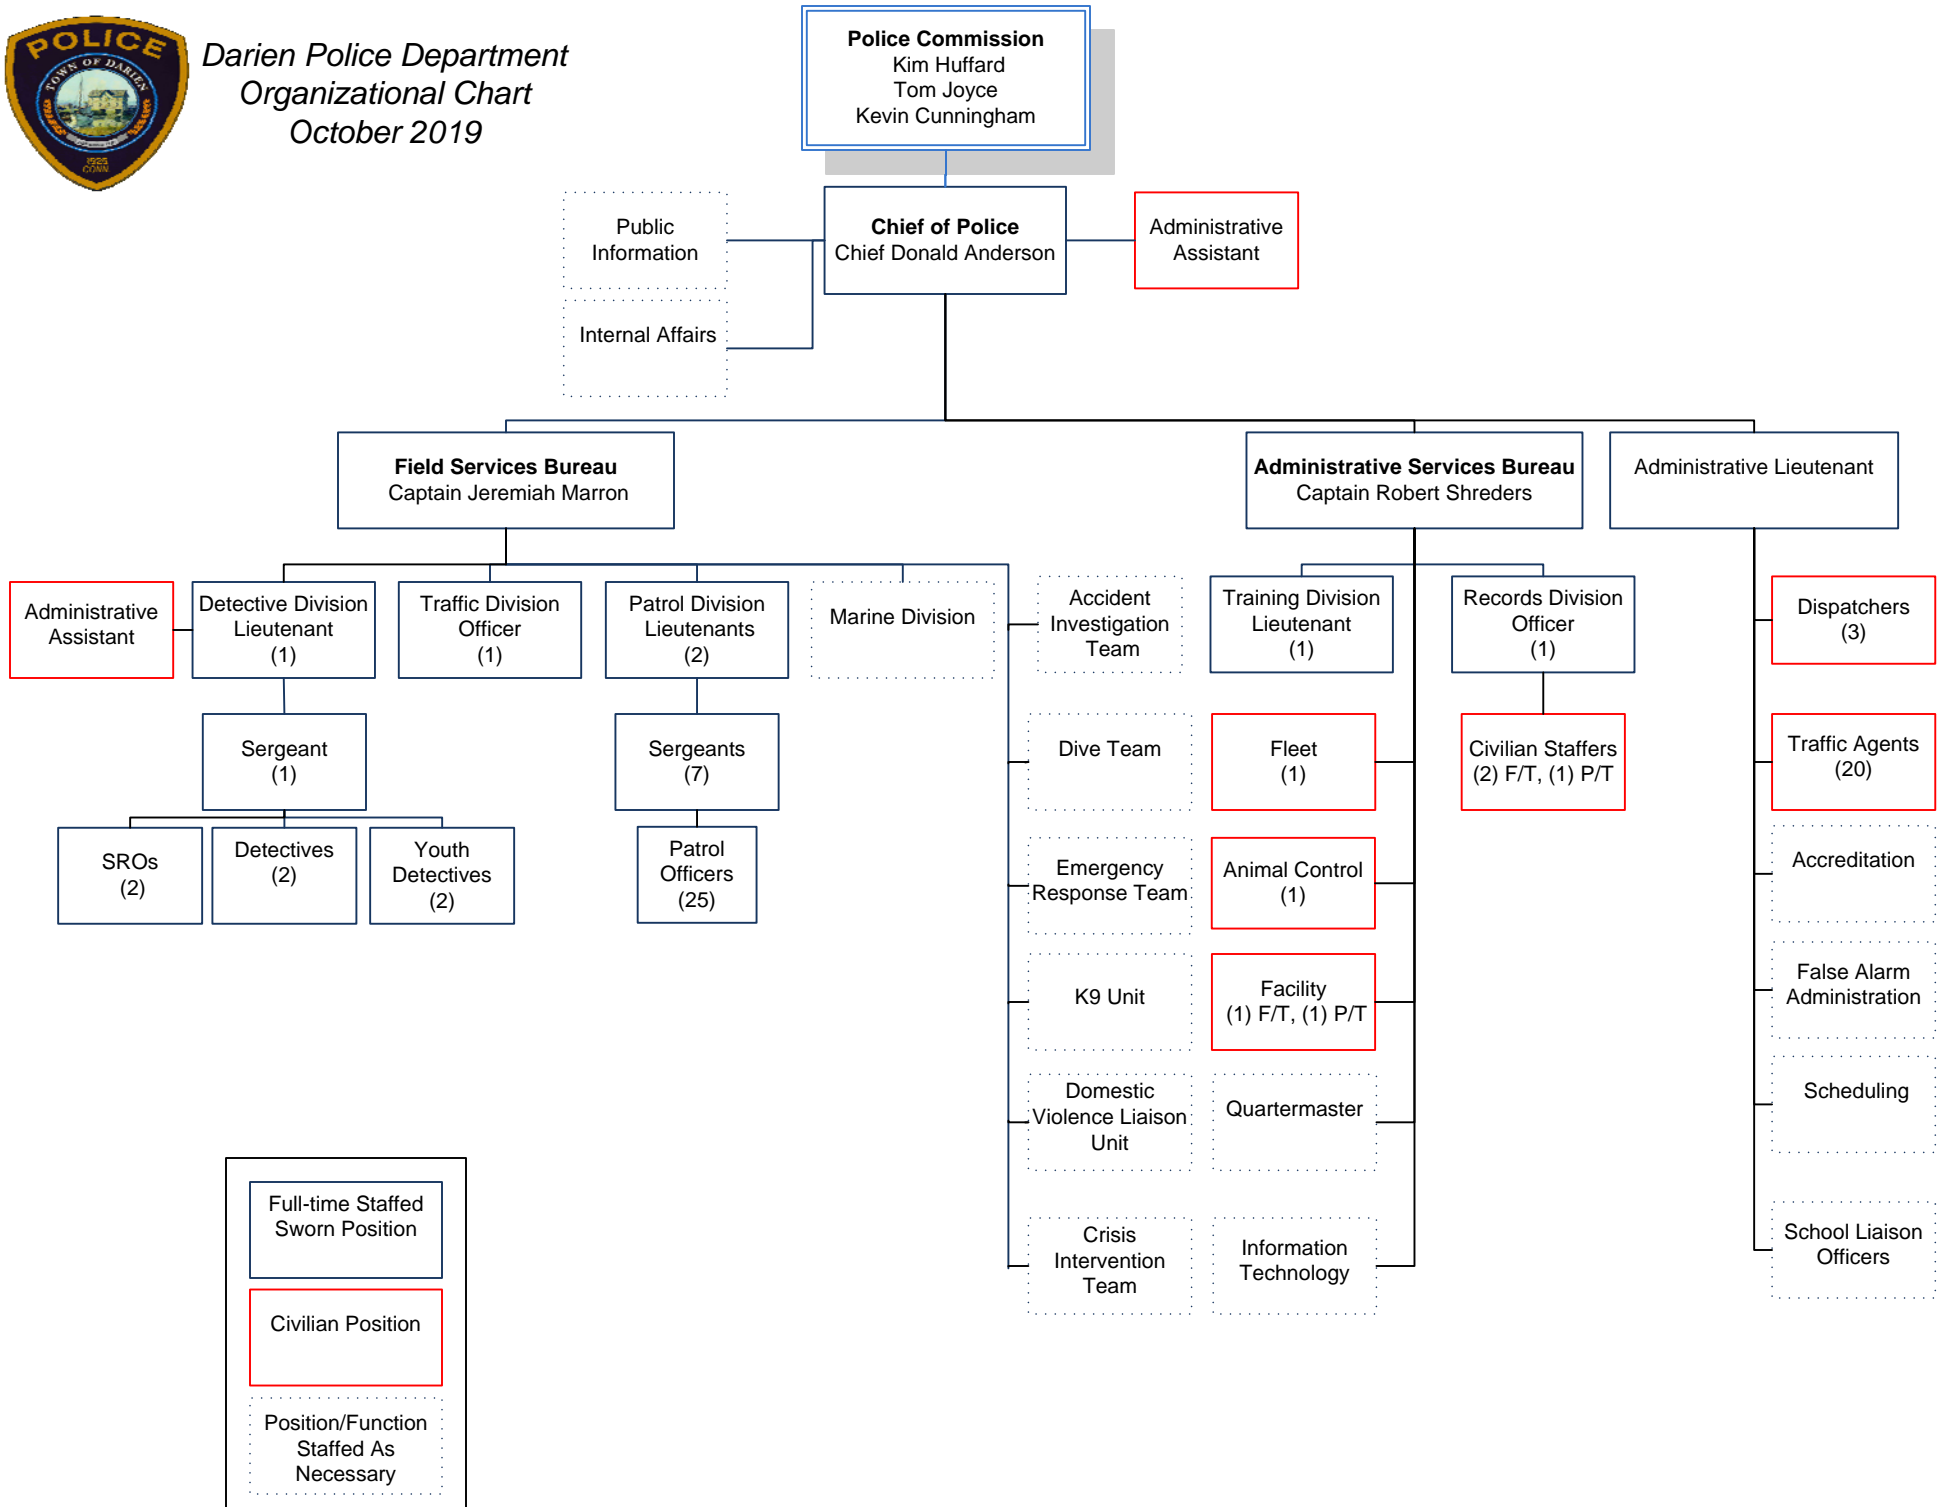 POLICE
TOWN OF DARIEN
1925
CONN.
Darien Police Department
Organizational Chart
October 2019
Police Commission
Kim Huffard
Tom Joyce
Kevin Cunningham
Public
Information
Chief of Police
Chief Donald Anderson
Administrative
Assistant
Internal Affairs
Field Services Bureau
Captain Jeremiah Marron
Administrative Services Bureau
Captain Robert Shreders
Administrative Lieutenant
Administrative
Assistant
Detective Division
Lieutenant
(1)
Traffic Division
Officer
(1)
Patrol Division
Lieutenants
(2)
Marine Division
Accident
Investigation
Team
Training Division
Lieutenant
(1)
Records Division
Officer
(1)
Dispatchers
(3)
Sergeant
(1)
Sergeants
(7)
Dive Team
Fleet
(1)
Civilian Staffers
(2) F/T, (1) P/T
Traffic Agents
(20)
SROs
(2)
Detectives
(2)
Youth
Detectives
(2)
Patrol
Officers
(25)
Emergency
Response Team
Animal Control
(1)
Accreditation
K9 Unit
Facility
(1) F/T, (1) P/T
False Alarm
Administration
Domestic
Violence Liaison
Unit
Quartermaster
Scheduling
Crisis
Intervention
Team
Information
Technology
School Liaison
Officers
Full-time Staffed
Sworn Position
Civilian Position
Position/Function
Staffed As
Necessary